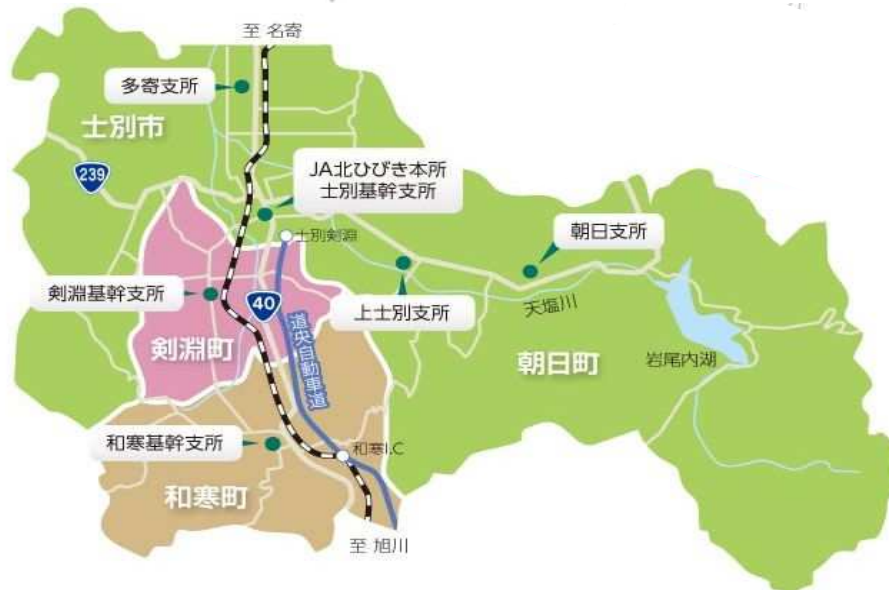 至 名寄
多寄支所
士別市
239
JA北ひびき本所
士別基幹支所
士別剣淵
朝日支所
剣淵基幹支所
40
上士別支所
天塩川
剣淵町
道央自動車道
朝日町
岩尾内湖
和寒基幹支所
和寒I.C
和寒町
至 旭川